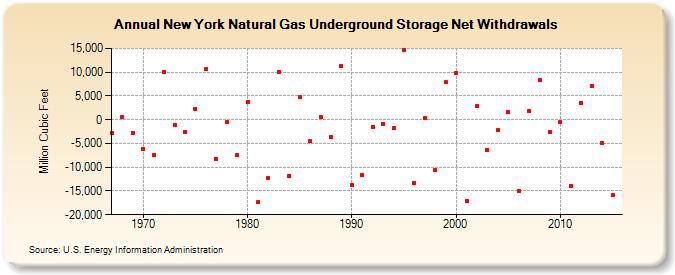 Annual New York Natural Gas Underground Storage Net Withdrawals
Million Cubic Feet
15,000
10,000
5,000
0
-5,000
-10,000
-15,000
-20,000
1970 1980 1990 2000 2010
Source: U.S. Energy Information Administration